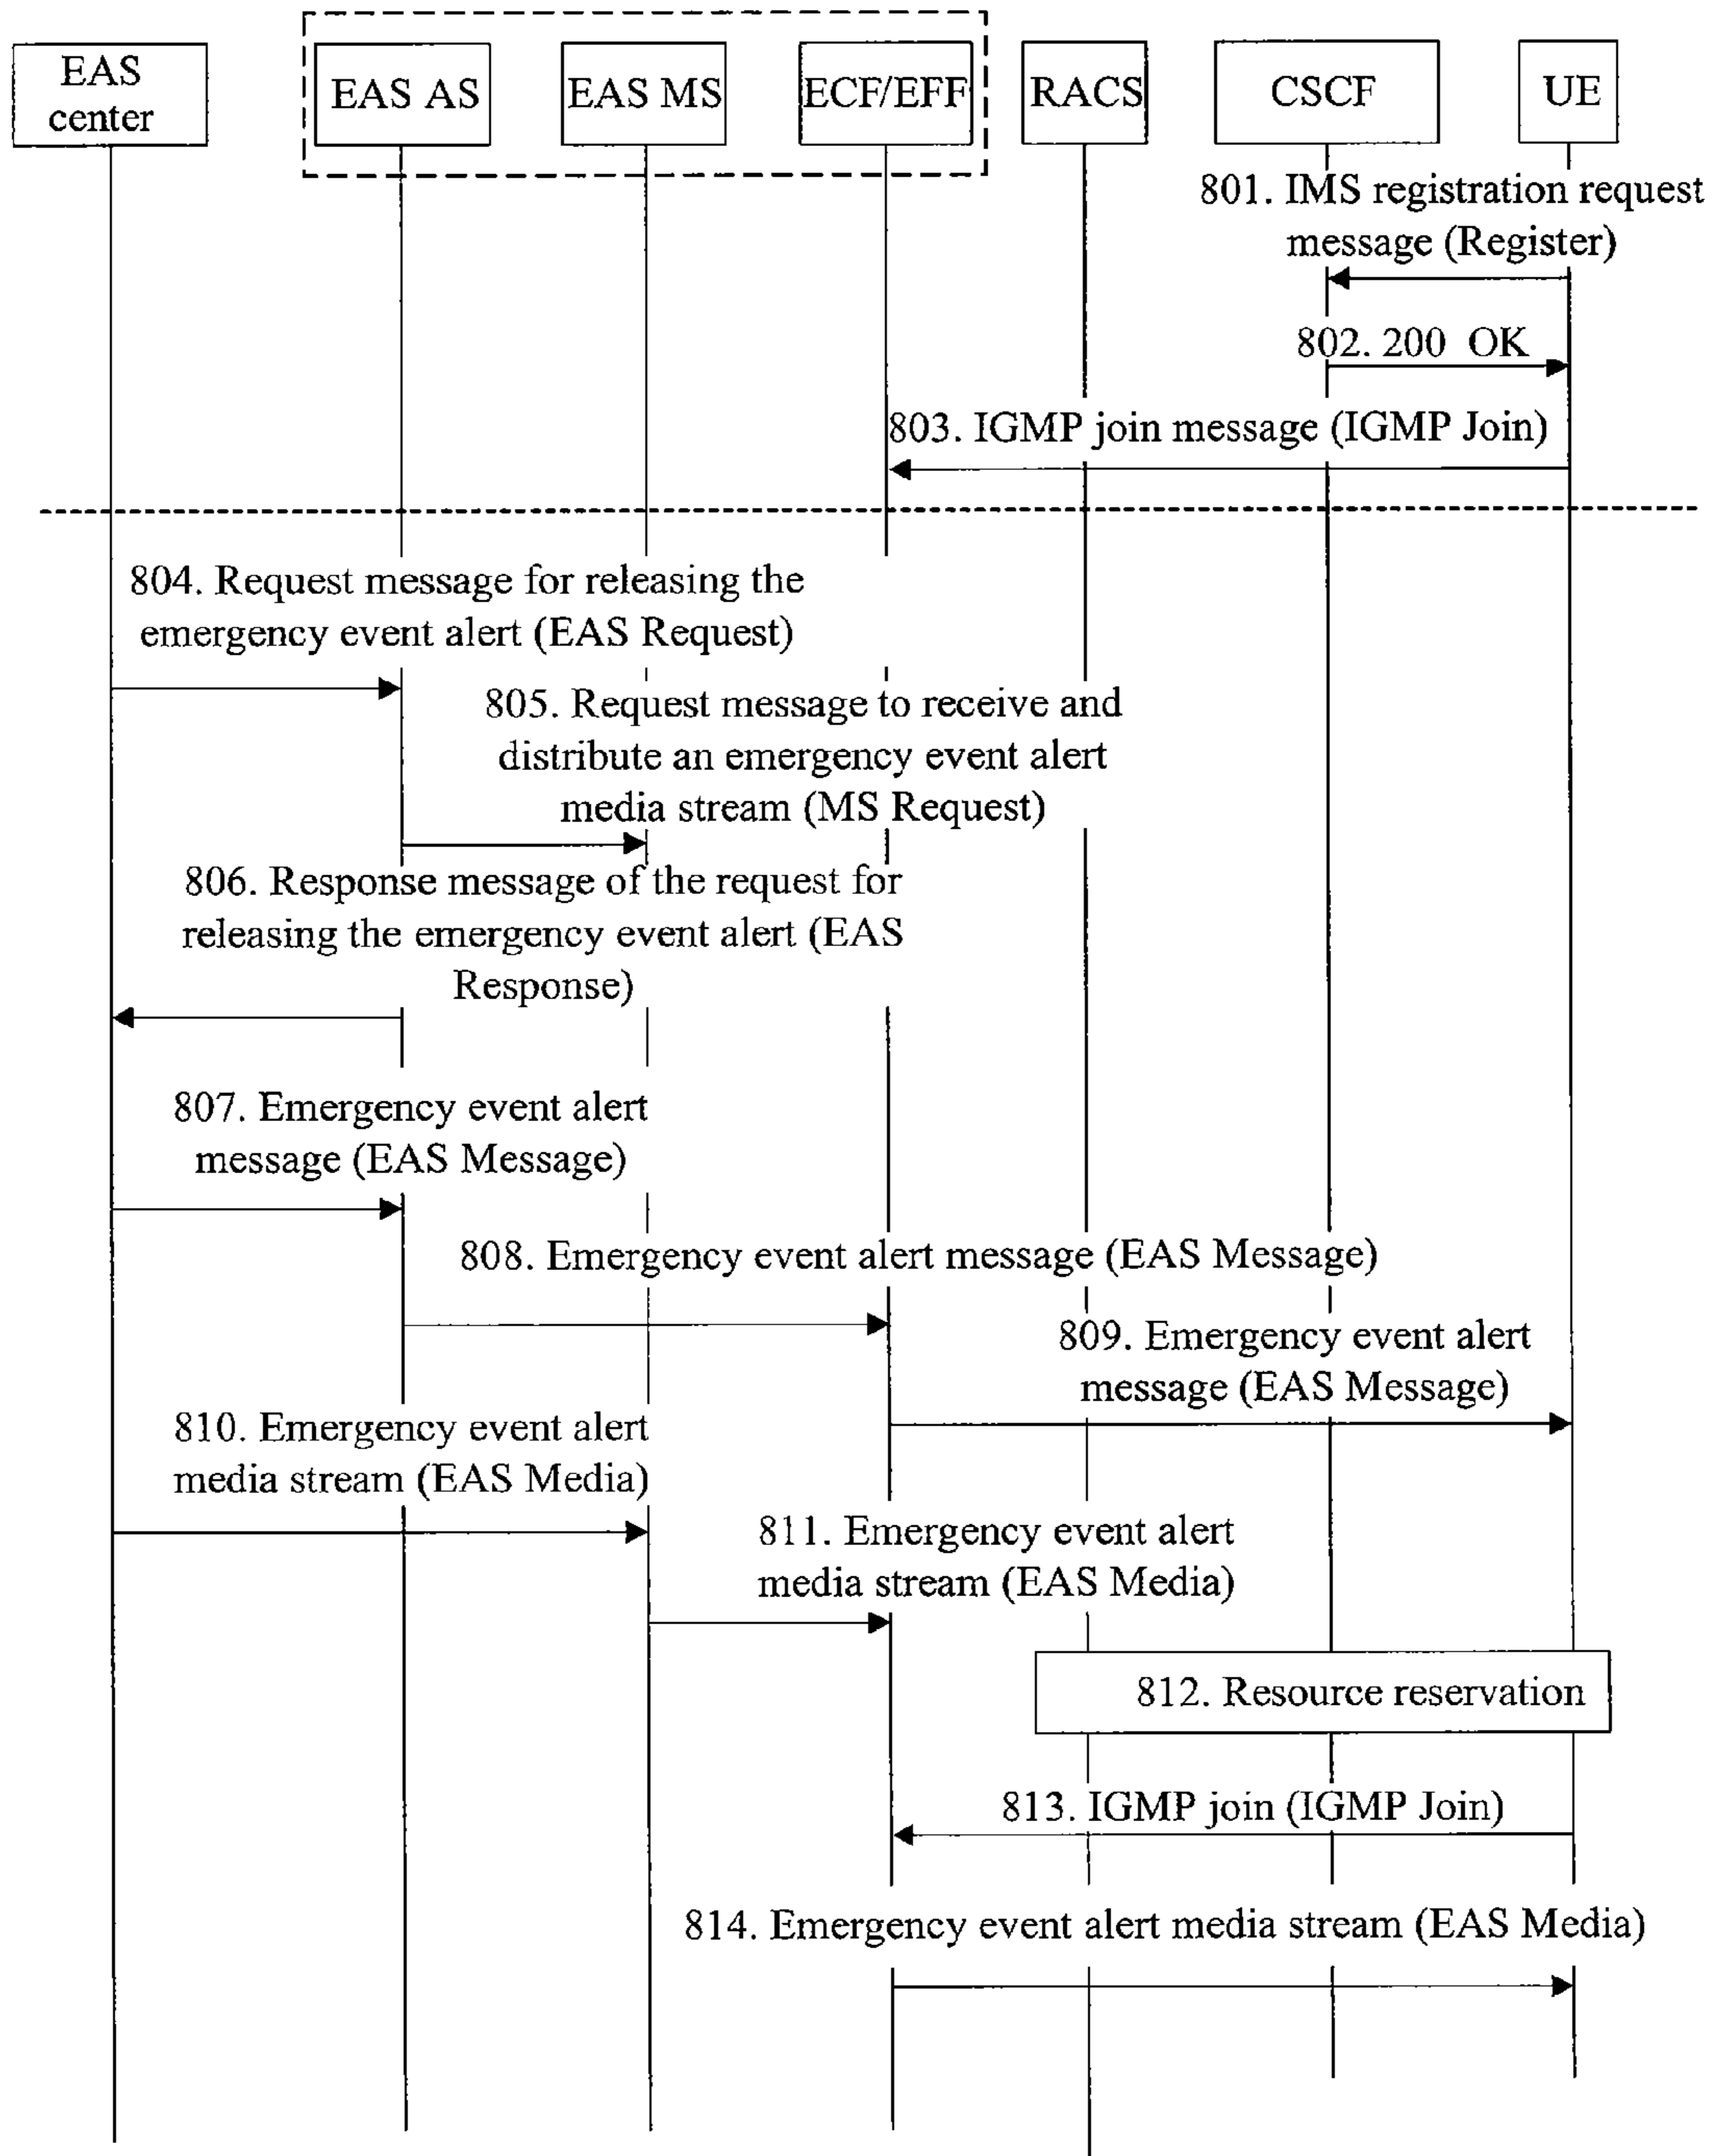 EAS
center
EAS AS
EAS MS
ECF/EFF
RACS
CSCF
UE
801. IMS registration request
message (Register)
802. 200 OK
803. IGMP join message (IGMP Join)
804. Request message for releasing the
emergency event alert (EAS Request)
805. Request message to receive and
distribute an emergency event alert
media stream (MS Request)
806. Response message of the request for
releasing the emergency event alert (EAS
Response)
807. Emergency event alert
message (EAS Message)
808. Emergency event alert message (EAS Message)
809. Emergency event alert
message (EAS Message)
810. Emergency event alert
media stream (EAS Media)
811. Emergency event alert
media stream (EAS Media)
812. Resource reservation
813. IGMP join (IGMP Join)
814. Emergency event alert media stream (EAS Media)